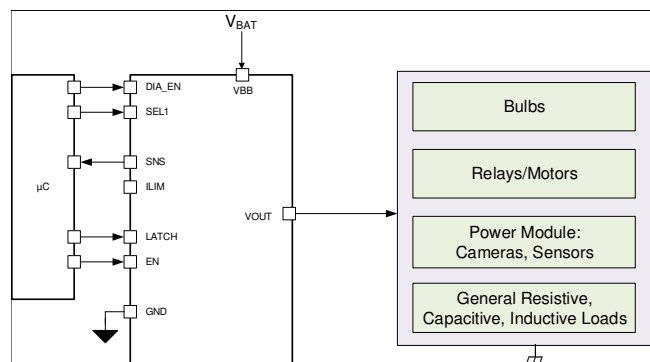 VBAT
DIA_EN
VBB
SEL1
Bulbs
SNS
µC
ILIM
Relays/Motors
VOUT
LATCH
Power Module:
Cameras, Sensors
EN
GND
General Resistive,
Capacitive, Inductive Loads